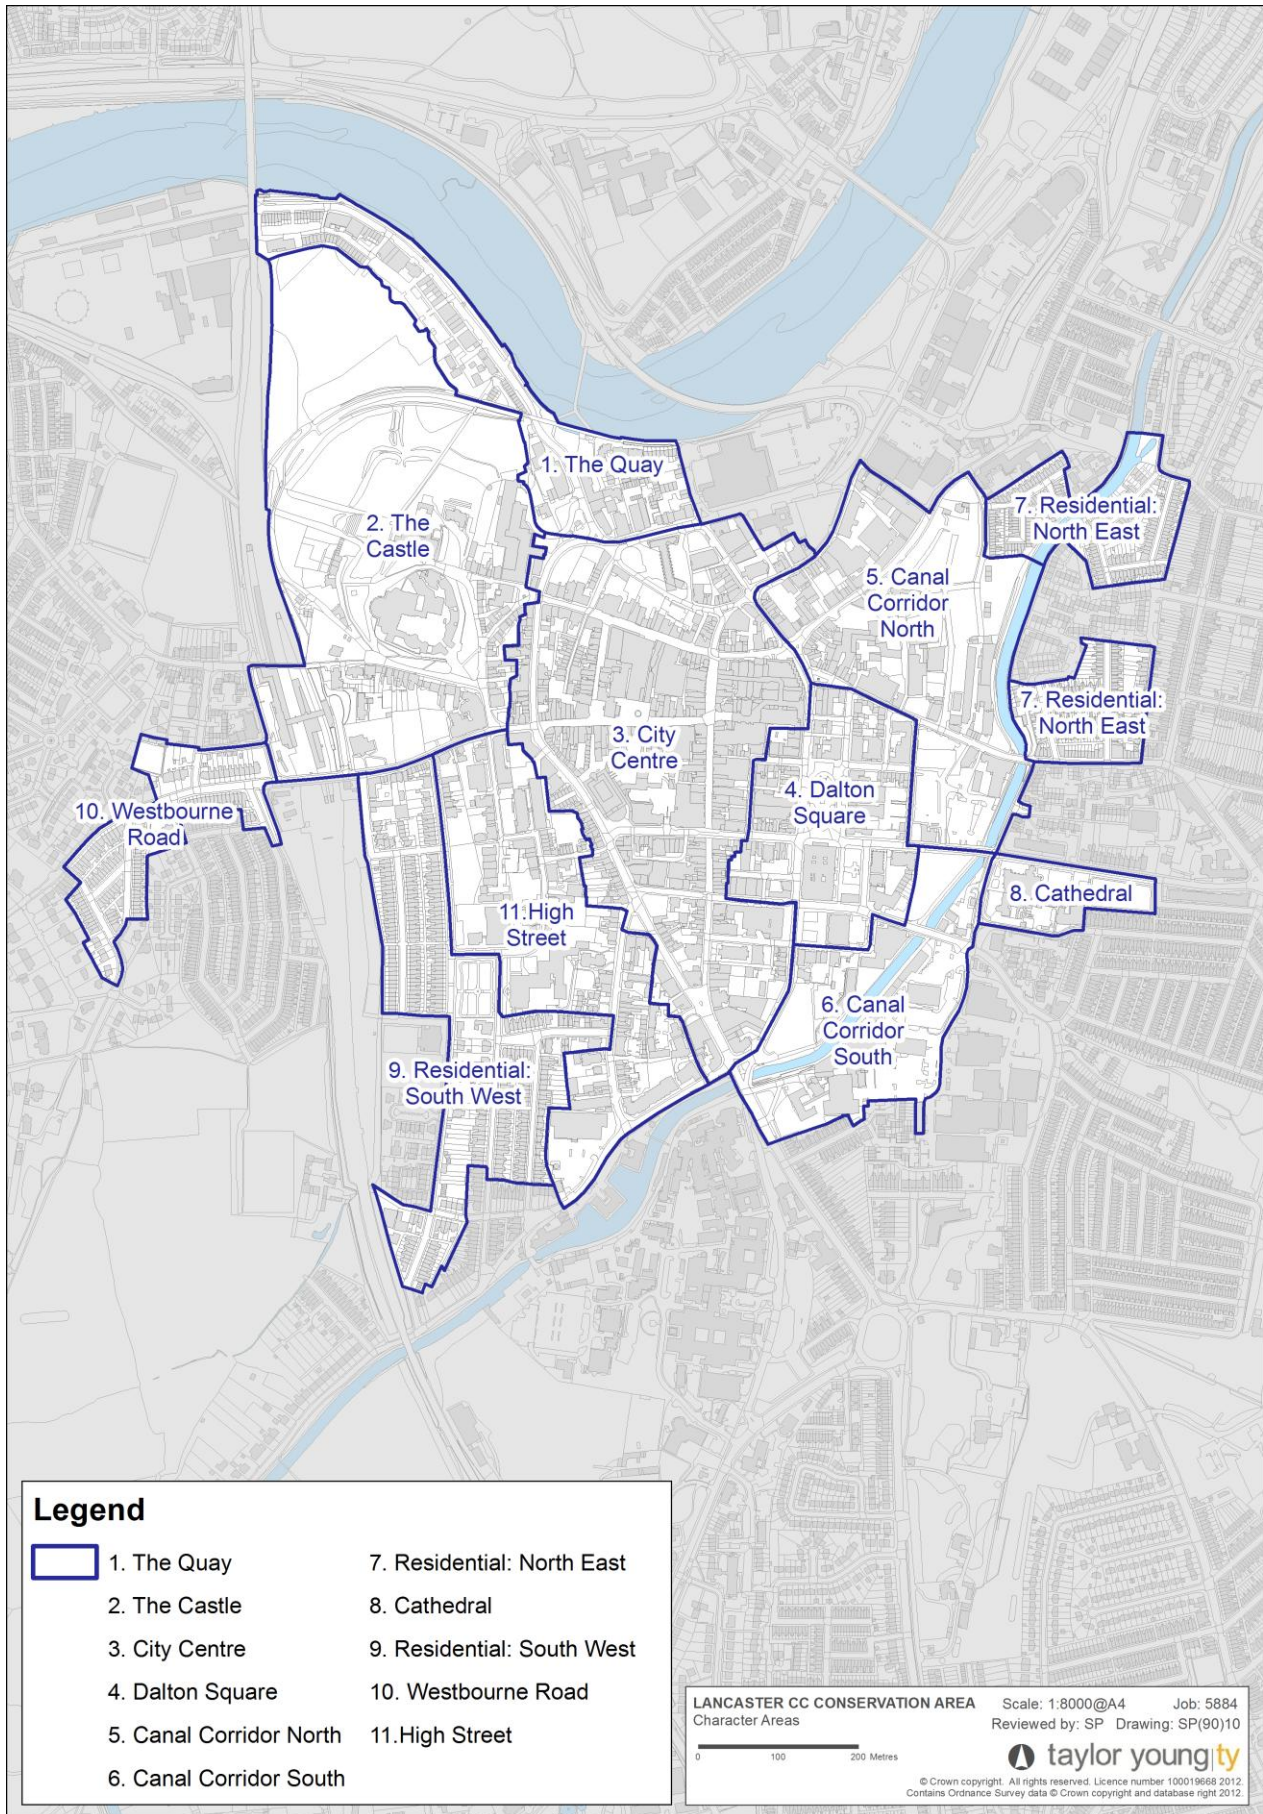 1. The Quay
2. The
Castle
7. Residential:
North East
5. Canal
Corridor
North
7. Residential:
North East
3. City
Centre
4. Dalton
Square
10. Westbourne
Road
8. Cathedral
11.High
Street
6. Canal
Corridor
South
9. Residential:
South West
Legend
1. The Quay
2. The Castle
3. City Centre
4. Dalton Square
5. Canal Corridor North
6. Canal Corridor South
7. Residential: North East
8. Cathedral
9. Residential: South West
10. Westbourne Road
11.High Street
LANCASTER CC CONSERVATION AREA
Character Areas
Scale: 1:8000@A4 Job: 5884
Reviewed by: SP Drawing: SP(90)10
0 100 200 Metres
taylor young|ty
© Crown copyright. All rights reserved. Licence number 100019668 2012.
Contains Ordnance Survey data © Crown copyright and database right 2012.